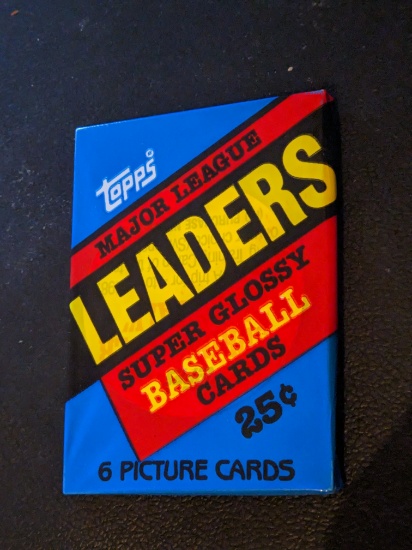 topps®
MAJOR LEAGUE
LEADERS
SUPER GLOSSY
BASEBALL
CARDS
25¢
6 PICTURE CARDS